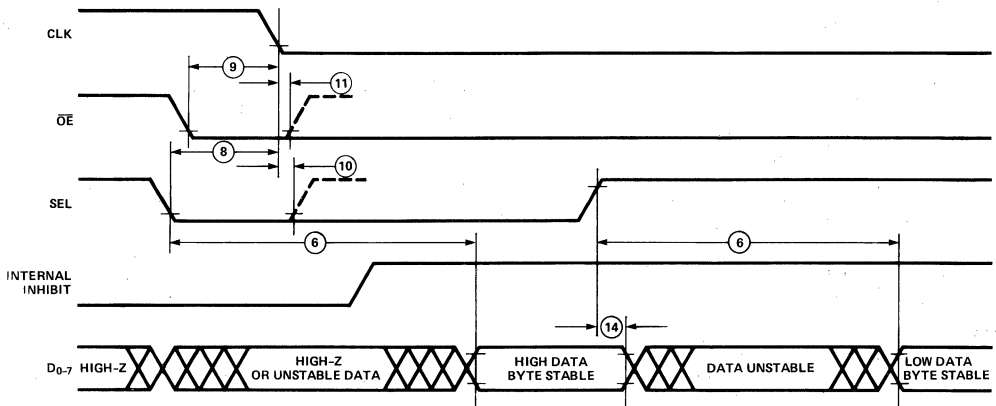 CLK
9
11
OE
8
10
SEL
6
6
INTERNAL
INHIBIT
14
D0–7
HIGH-Z
HIGH–Z
OR UNSTABLE DATA
HIGH DATA
BYTE STABLE
DATA UNSTABLE
LOW DATA
BYTE STABLE